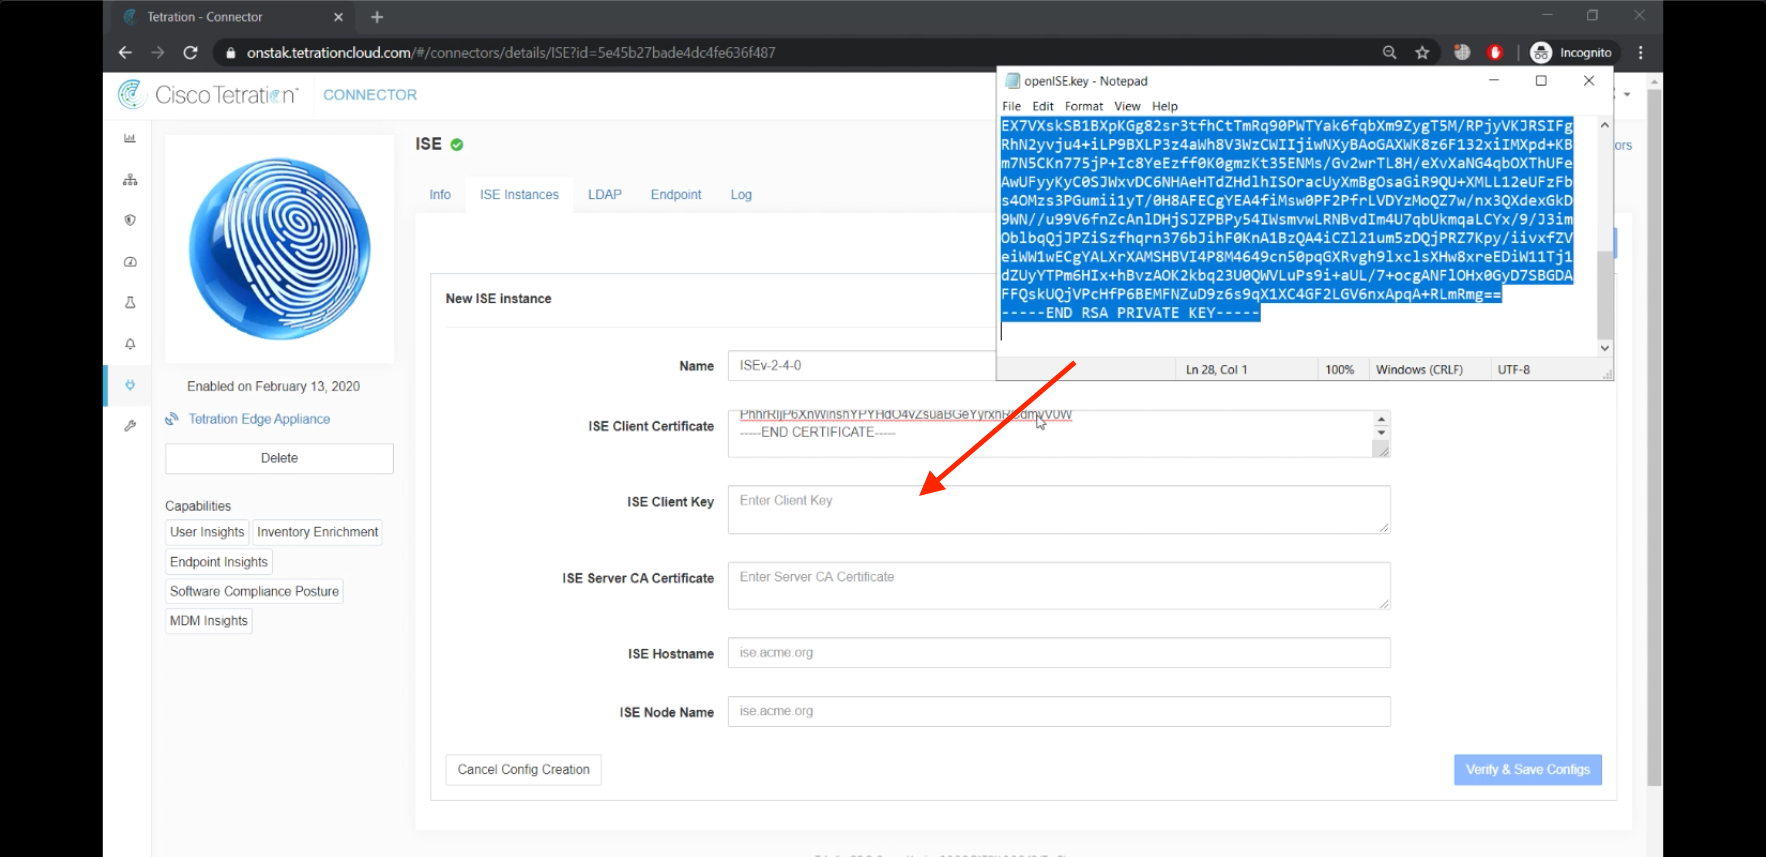 Tetration - Connector
onstak.tetrationcloud.com/#/connectors/details/ISE?id=5e45b27bade4dc4fe636f487
Incognito
Cisco Tetration™
CONNECTOR
openISE.key - Notepad
File Edit Format View Help
EX7VXskSB1BXpKGg82sr3tfhCtTmRq90PWTYak6fqbXm9ZygT5M/RPjyVKJRSIFg
RhN2yvju4+iLP9BXLP3z4aWh8V3WzCWIIjiwNXyBAoGAXWK8z6F132xiIMXpd+KB
m7N5CKn775jP+Ic8YeEzff0K0gmzKt35ENMs/Gv2wrTL8H/eXvXaNG4qbOXThUFe
AwUFyyKyC0SJWxvDC6NHAeHTdZHdlhISOracUyXmBgOsaGiR9QU+XMLL12eUFzFb
s4OMzs3PGumii1yT/0H8AFECgYEA4fiMsw0PF2PfrLVDYzMoQZ7w/nx3QXdexGkD
9WN//u99V6fnZcAnlDHjSJZPBPy54IWsmvwLRNBvdIm4U7qbUkmqaLCYx/9/J3im
OblbqQjJPZiSzfhqrn376bJihF0KnA1BzQA4iCZl21um5zDQjPRZ7Kpy/iivxfZV
eiWW1wECgYALXrXAMSHBVI4P8M4649cn50pqGXRvgh9lxclsXHw8xreEDiW11Tj1
dZUyYTPm6HIx+hBvzAOK2kbq23U0QWVLuPs9i+aUL/7+ocgANFlOHx0GyD7SBGDA
FFQskUQjVPcHfP6BEMFNZuD9z6s9qX1XC4GF2LGV6nxApqA+RLmRmg==
-----END RSA PRIVATE KEY-----
Ln 28, Col 1
100%
Windows (CRLF)
UTF-8
ISE
Info
ISE Instances
LDAP
Endpoint
Log
New ISE instance
Name
ISEv-2-4-0
ISE Client Certificate
-----END CERTIFICATE-----
ISE Client Key
Enter Client Key
ISE Server CA Certificate
Enter Server CA Certificate
ISE Hostname
ise.acme.org
ISE Node Name
ise.acme.org
Cancel Config Creation
Verify & Save Configs
Enabled on February 13, 2020
Tetration Edge Appliance
Delete
Capabilities
User Insights
Inventory Enrichment
Endpoint Insights
Software Compliance Posture
MDM Insights